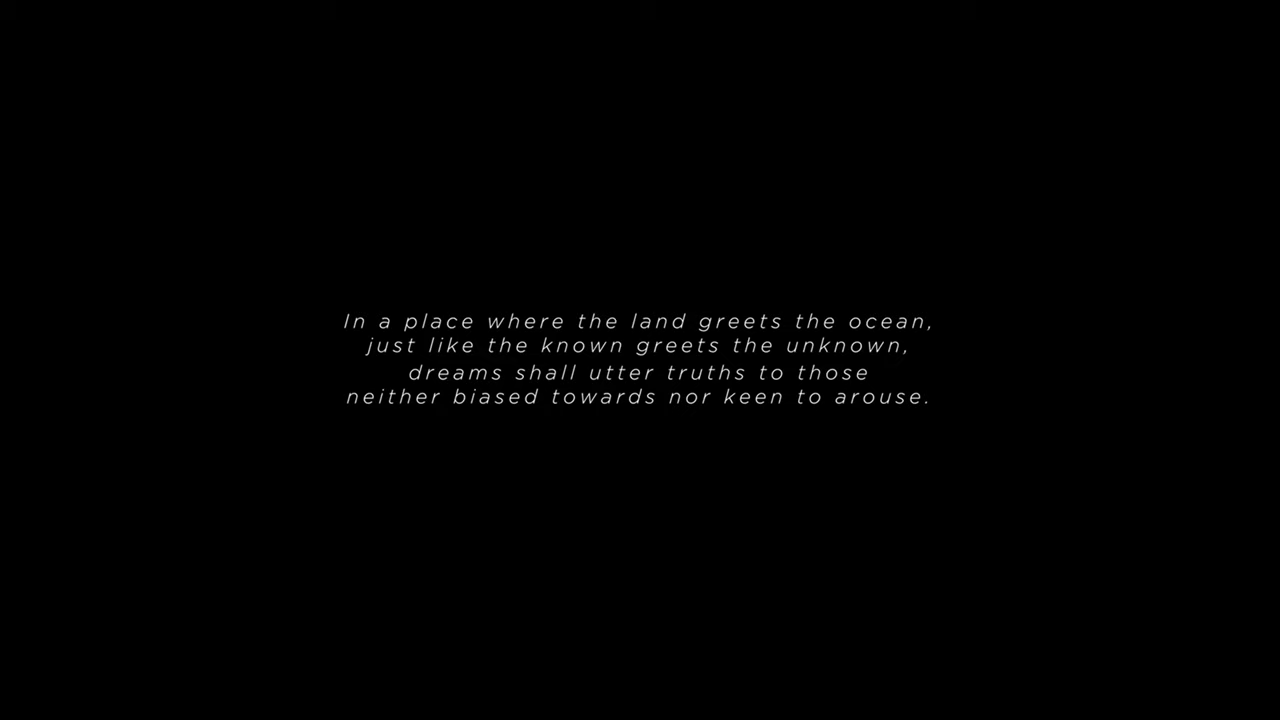 In a place where the land greets the ocean,
just like the known greets the unknown,
dreams shall utter truths to those
neither biased towards nor keen to arouse.